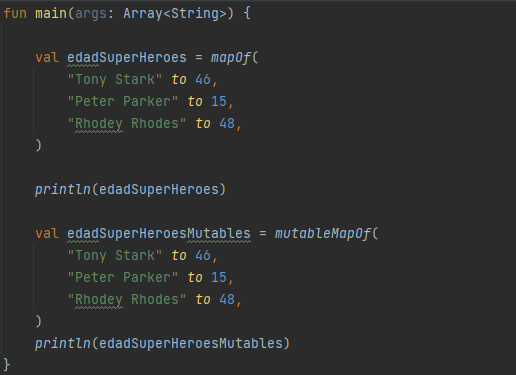 fun main(args: Array<String>) {
val edadSuperHeroes = mapOf(
"Tony Stark" to 46,
"Peter Parker" to 15,
"Rhodey Rhodes" to 48,
)
println(edadSuperHeroes)
val edadSuperHeroesMutables = mutableMapOf(
"Tony Stark" to 46,
"Peter Parker" to 15,
"Rhodey Rhodes" to 48,
)
println(edadSuperHeroesMutables)
}